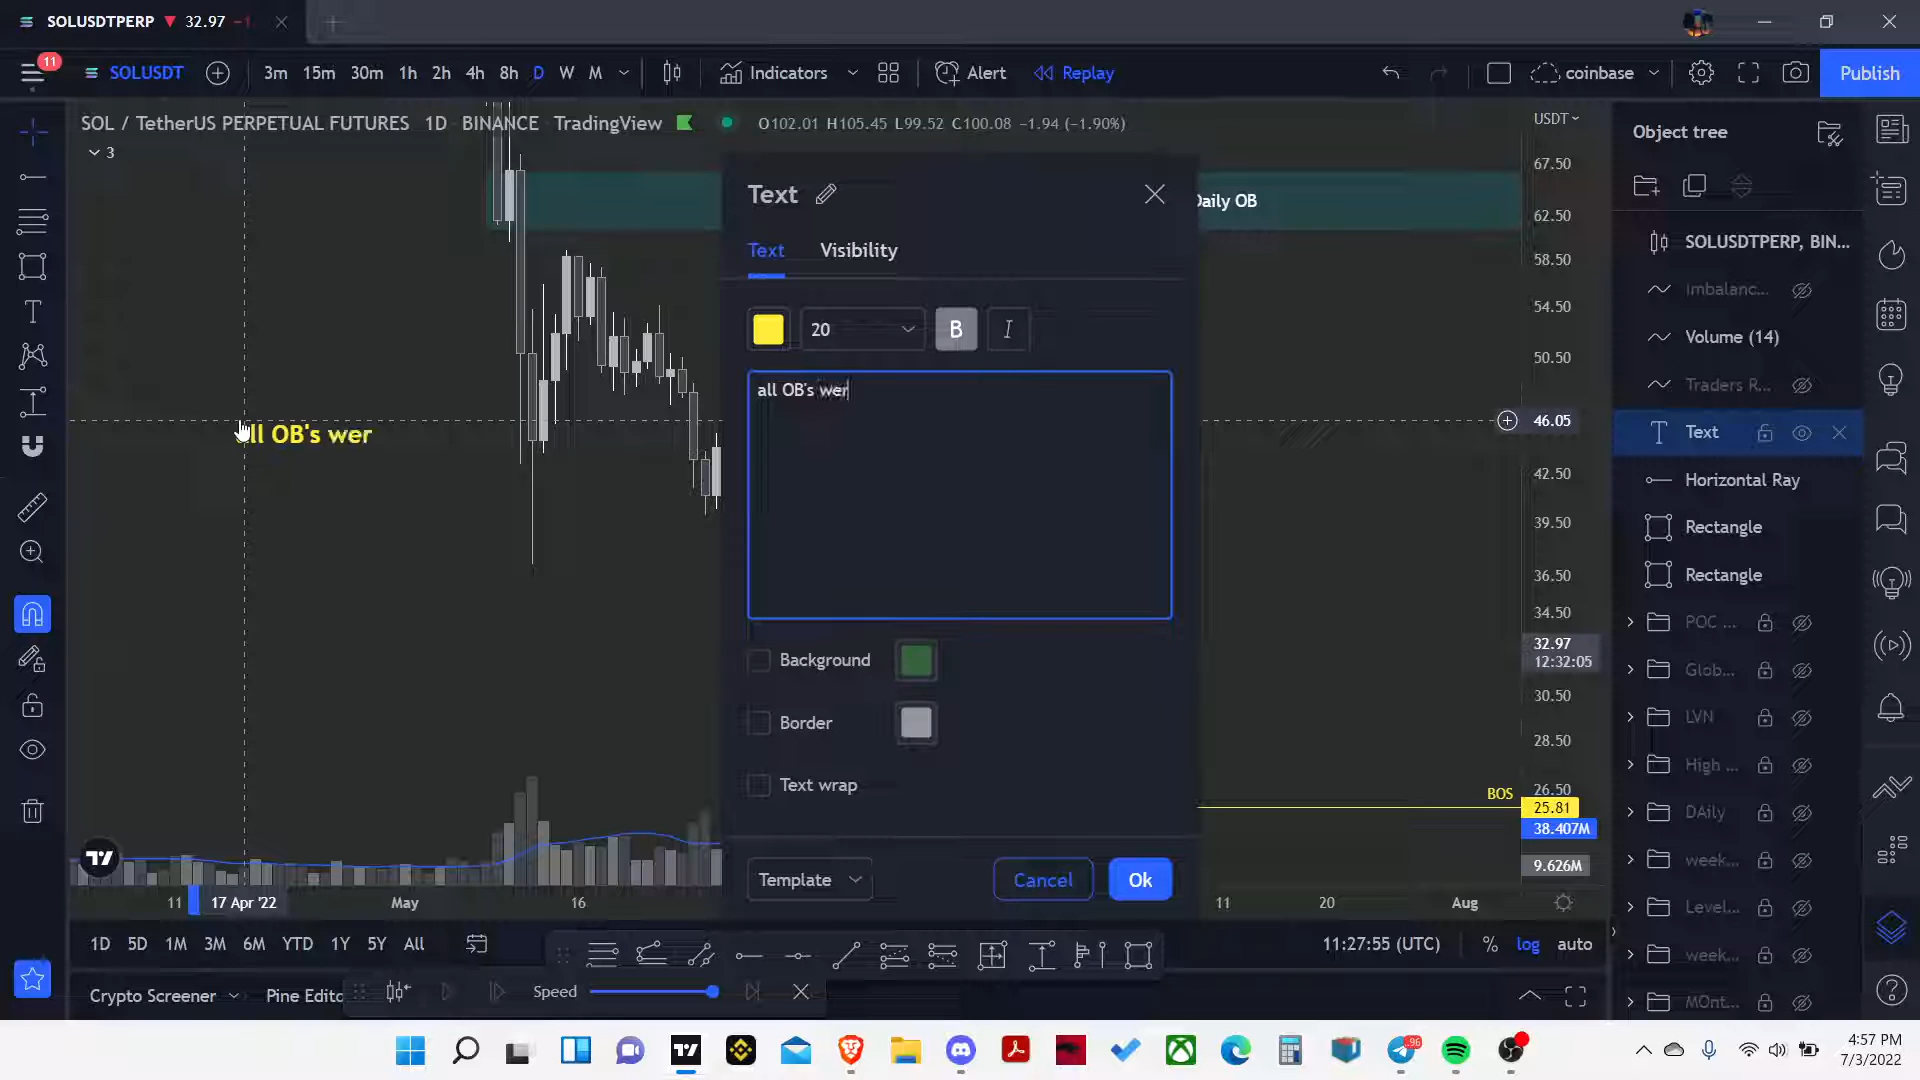 SOLUSDTPERP ▼ 32.97 −1
11 SOLUSDT 3m 15m 30m 1h 2h 4h 8h D W M Indicators Alert Replay coinbase Publish
SOL / TetherUS PERPETUAL FUTURES 1D BINANCE TradingView O102.01 H105.45 L99.52 C100.08 −1.94 (−1.90%)
3
USDT
67.50
62.50
58.50
54.50
50.50
46.05
42.50
39.50
36.50
34.50
32.97
12:32:05
30.50
28.50
26.50
25.81
38.407M
9.626M
Daily OB
all OB's wer
BOS
Text
Text Visibility
20 B I
all OB's wer
Background
Border
Text wrap
Template Cancel Ok
Object tree
SOLUSDTPERP, BIN...
Imbalanc...
Volume (14)
Traders R...
Text
Horizontal Ray
Rectangle
Rectangle
POC ...
Glob...
LVN
High ...
DAily
week...
Level...
week...
MOnt...
11 17 Apr '22 May 16 11 20 Aug
1D 5D 1M 3M 6M YTD 1Y 5Y All 11:27:55 (UTC) % log auto
Crypto Screener Pine Edito Speed
96
4:57 PM
7/3/2022